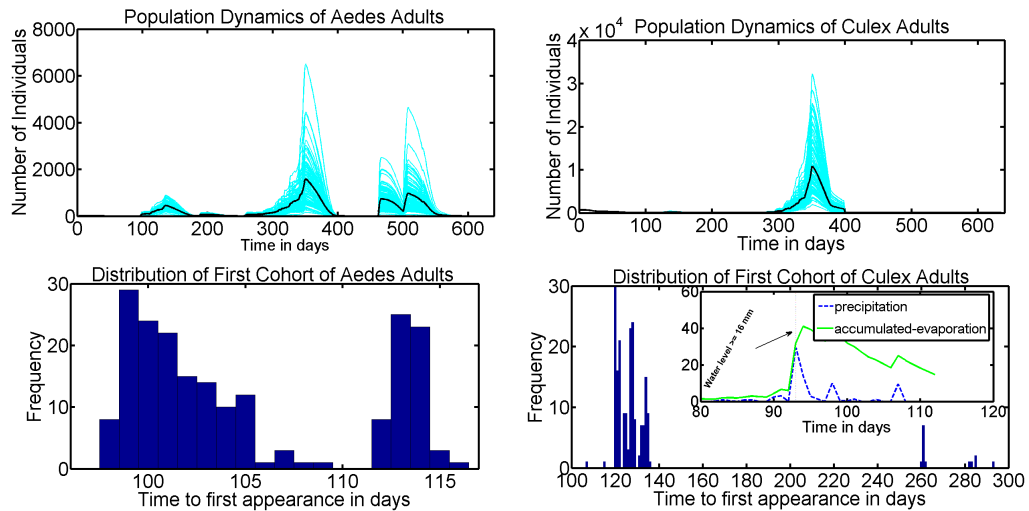 Population Dynamics of Aedes Adults
8000
6000
4000
2000
0
Number of Individuals
0 100 200 300 400 500 600
Time in days
Population Dynamics of Culex Adults
x 10^4
4
3
2
1
0
Number of Individuals
0 100 200 300 400 500 600
Time in days
Distribution of First Cohort of Aedes Adults
30
20
10
0
Frequency
100 105 110 115
Time to first appearance in days
Distribution of First Cohort of Culex Adults
30
20
10
0
Frequency
100 120 140 160 180 200 220 240 260 280 300
Time to first appearance in days
60
40
20
0
Water level >= 16 mm
precipitation
accumulated-evaporation
80 90 100 110 120
Time in days